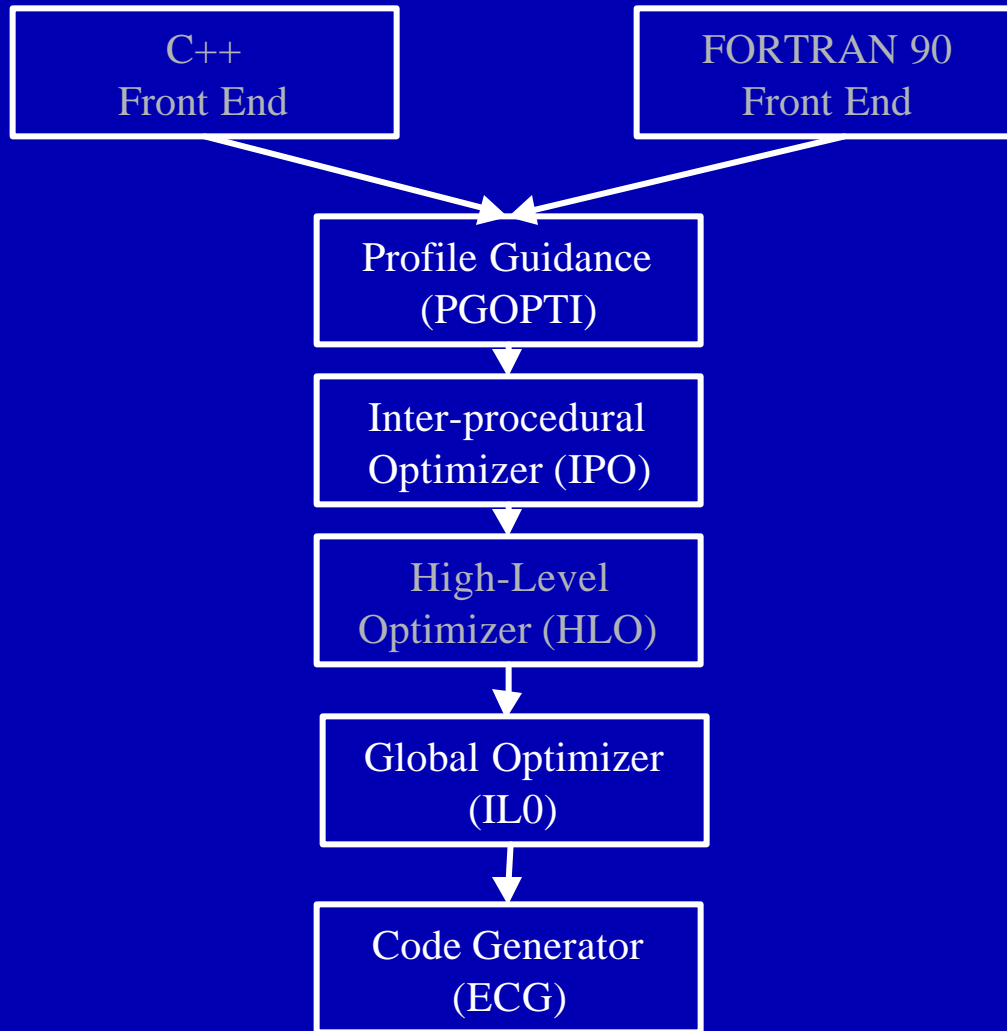 C++
Front End
FORTRAN 90
Front End
Profile Guidance
(PGOPTI)
Inter-procedural
Optimizer (IPO)
High-Level
Optimizer (HLO)
Global Optimizer
(IL0)
Code Generator
(ECG)